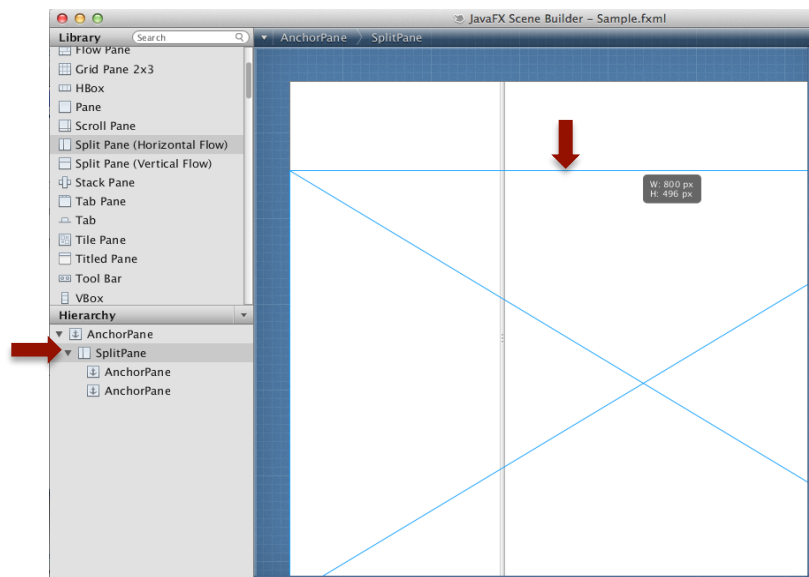 JavaFX Scene Builder – Sample.fxml
Library
Search
AnchorPane
SplitPane
Flow Pane
Grid Pane 2x3
HBox
Pane
Scroll Pane
Split Pane (Horizontal Flow)
Split Pane (Vertical Flow)
Stack Pane
Tab Pane
Tab
Tile Pane
Titled Pane
Tool Bar
VBox
W: 800 px
H: 496 px
Hierarchy
AnchorPane
SplitPane
AnchorPane
AnchorPane